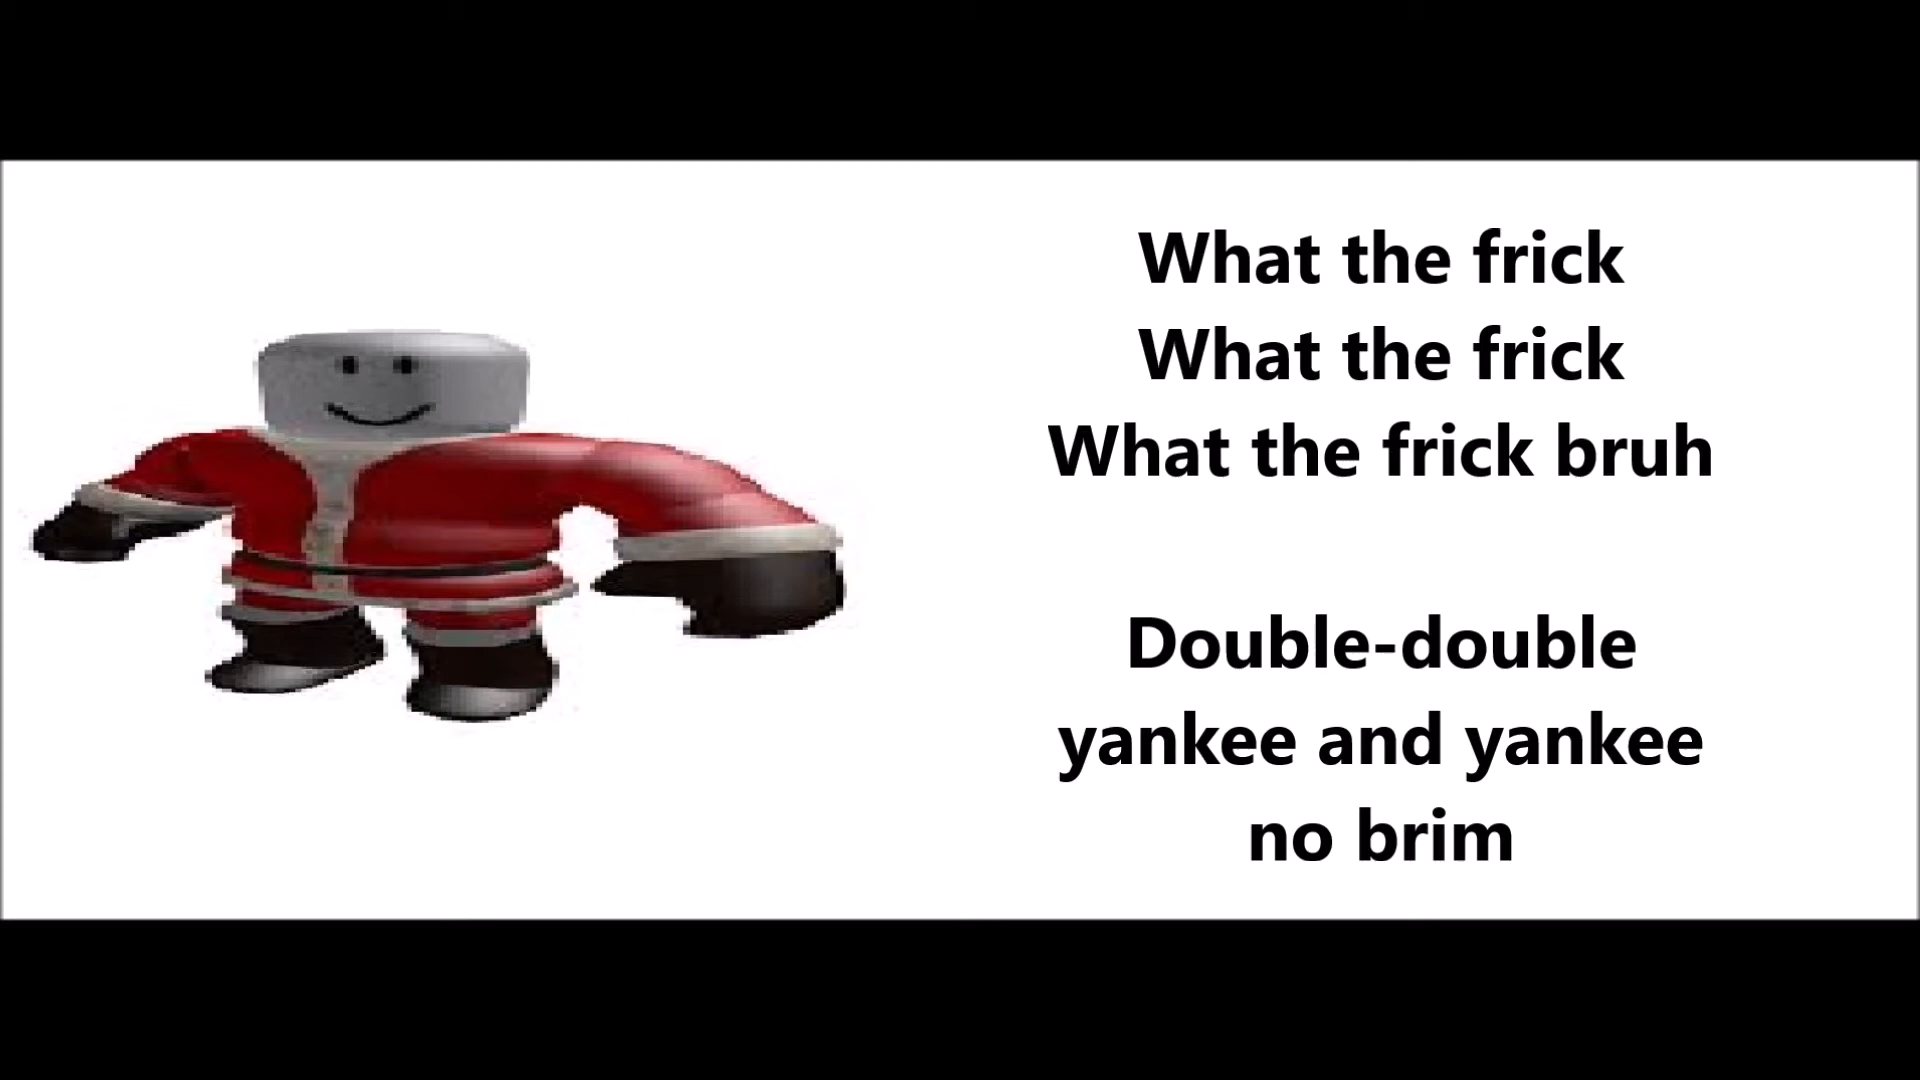 What the frick
What the frick
What the frick bruh
Double-double
yankee and yankee
no brim